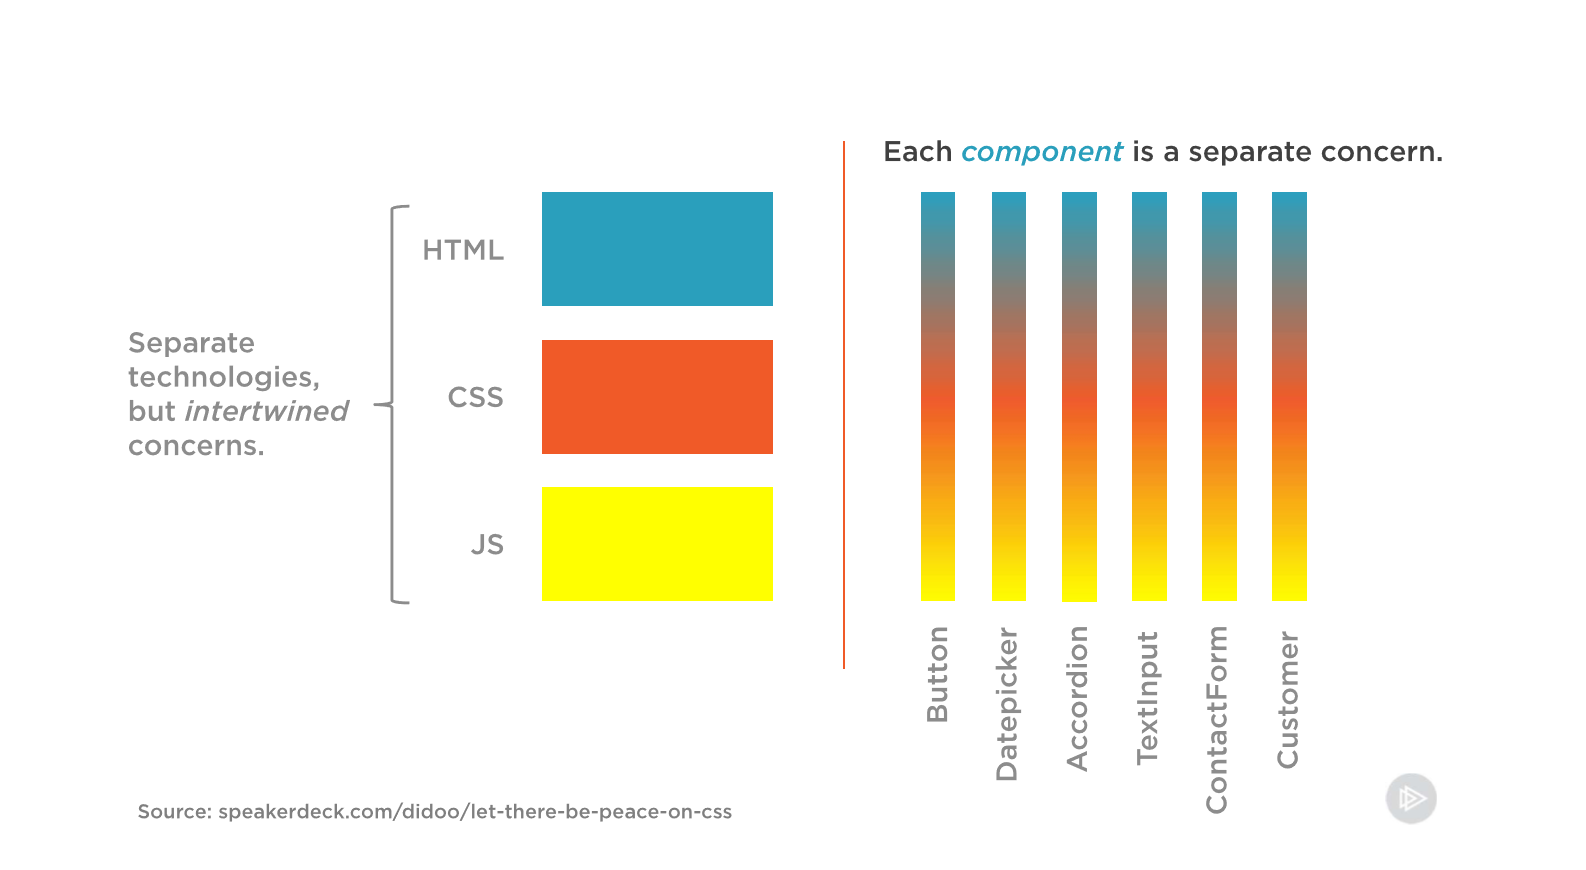 Each component is a separate concern.
HTML
CSS
JS
Separate
technologies,
but intertwined
concerns.
Button
Datepicker
Accordion
TextInput
ContactForm
Customer
Source: speakerdeck.com/didoo/let-there-be-peace-on-css